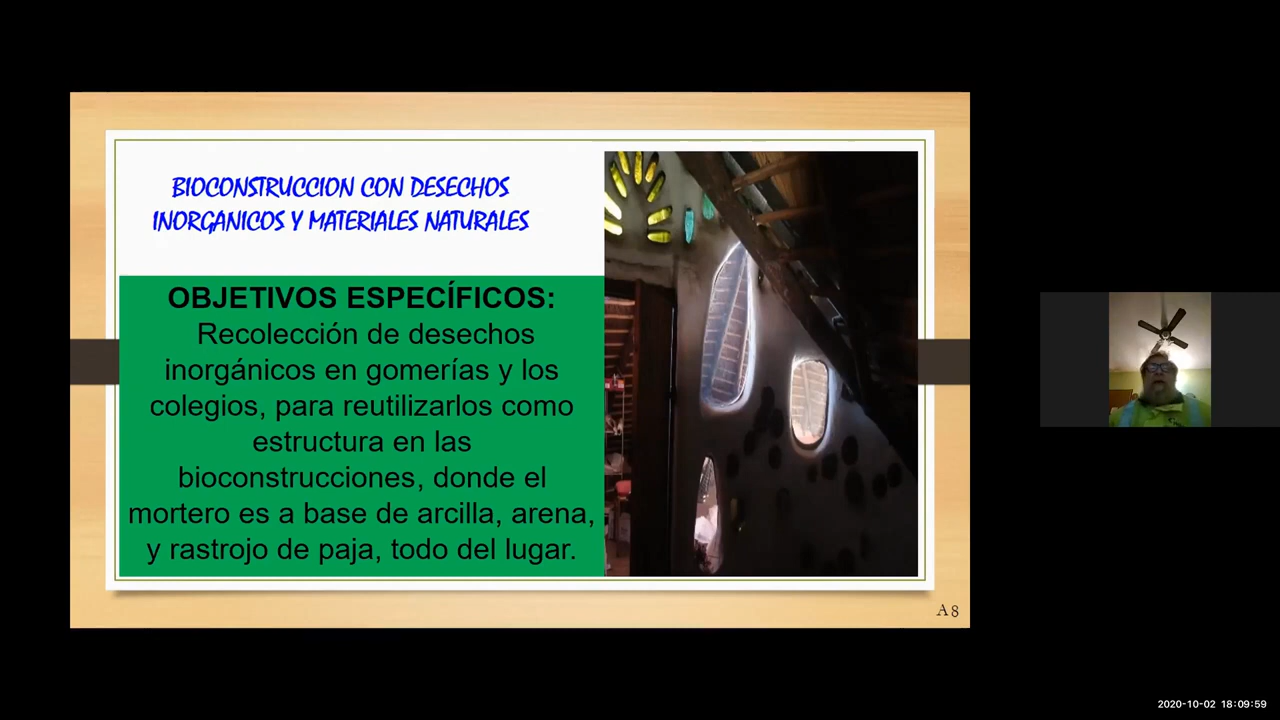 BIOCONSTRUCCION CON DESECHOS
INORGANICOS Y MATERIALES NATURALES
OBJETIVOS ESPECÍFICOS:
Recolección de desechos
inorgánicos en gomerías y los
colegios, para reutilizarlos como
estructura en las
bioconstrucciones, donde el
mortero es a base de arcilla, arena,
y rastrojo de paja, todo del lugar.
A 8
2020-10-02 18:09:59